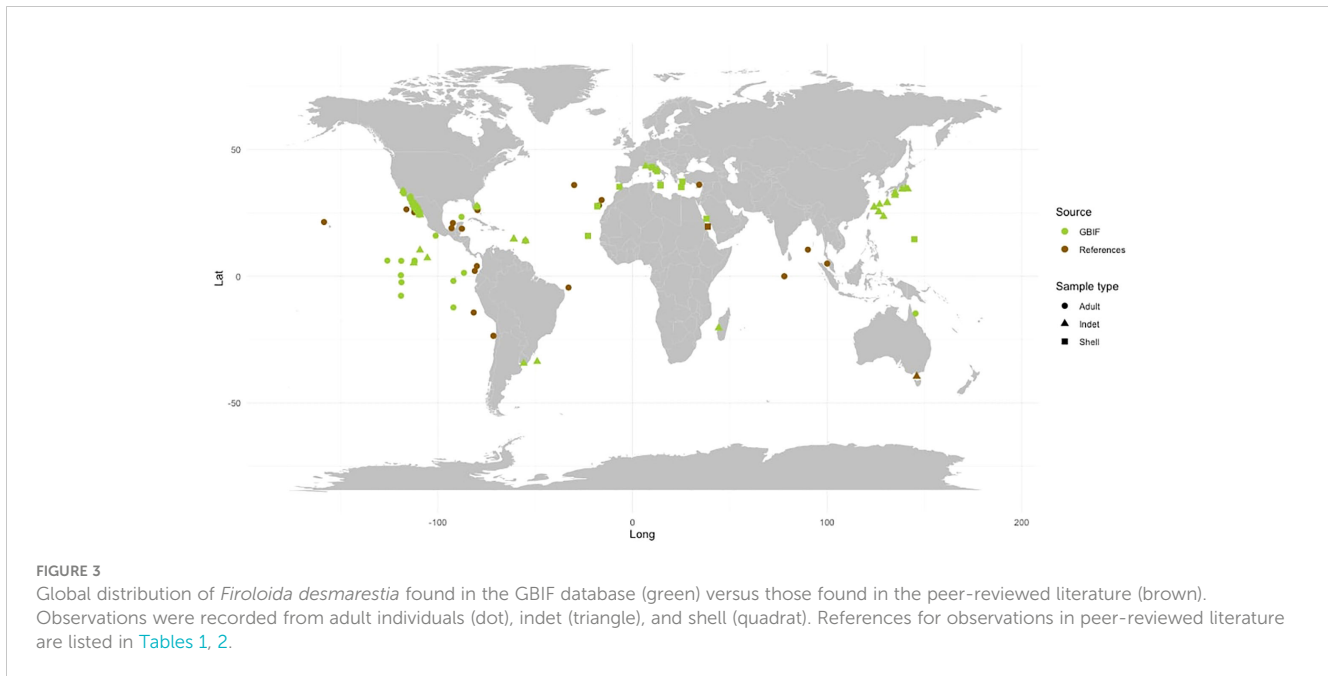 50
0
-50
Lat
-100
0
100
200
Long
Source
GBIF
References
Sample type
Adult
Indet
Shell
FIGURE 3
Global distribution of Firoloida desmarestia found in the GBIF database (green) versus those found in the peer-reviewed literature (brown).
Observations were recorded from adult individuals (dot), indet (triangle), and shell (quadrat). References for observations in peer-reviewed literature
are listed in Tables 1, 2.